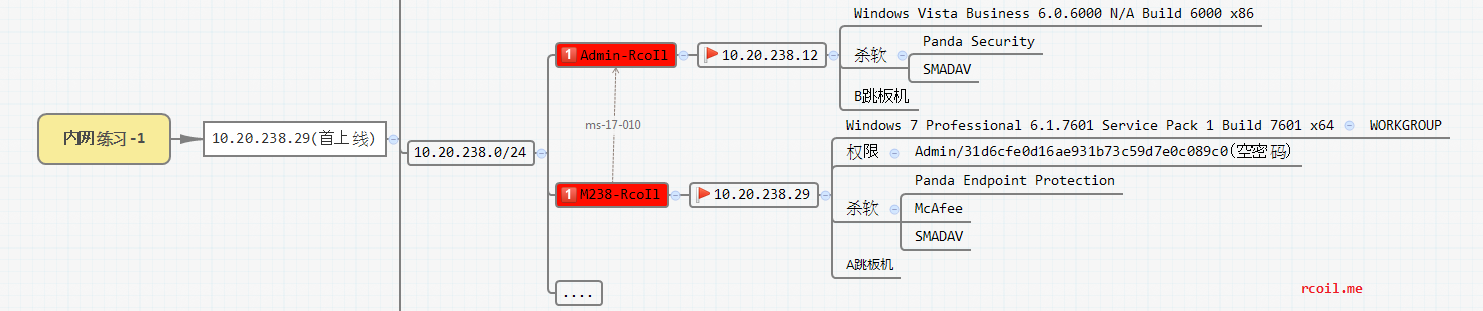 内网练习-1
10.20.238.29(首上线)
10.20.238.0/24
1 Admin-RcoIl
10.20.238.12
Windows Vista Business 6.0.6000 N/A Build 6000 x86
杀软
Panda Security
SMADAV
B跳板机
ms-17-010
1 M238-RcoIl
10.20.238.29
Windows 7 Professional 6.1.7601 Service Pack 1 Build 7601 x64
WORKGROUP
权限
Admin/31d6cfe0d16ae931b73c59d7e0c089c0(空密码)
杀软
Panda Endpoint Protection
McAfee
SMADAV
A跳板机
....
rcoil.me